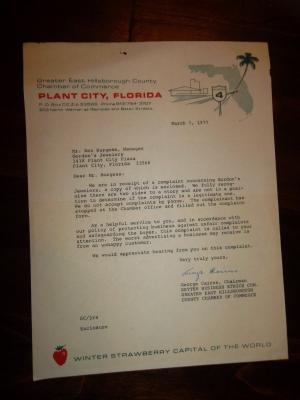 Greater East Hillsborough County
Chamber of Commerce
PLANT CITY, FLORIDA
4
March 7, 1977
Mr. Ben Burgess, Manager
Gordon's Jewelers
Plant City Plaza
Plant City, Florida 33566
Dear Mr. Burgess:
We are in receipt of a complaint concerning Gordon's
Jewelers, a copy of which is enclosed. We fully recog-
nize there are two sides to a story and are not in a posi-
tion to determine if the complaint is a legitimate one.
We do not accept complaints by phone. The complainant has
stopped at the Chamber office and filled out the complaint
form.
As a helpful service to you, and in accordance with
our policy of protecting business against unfair complaints
and safeguarding the buyer, this complaint is called to your
attention. The worst advertising a business may receive is
from an unhappy customer.
We would appreciate hearing from you on this complaint.
Very truly yours,
George Chairman
BETTER BUSINESS ETHICS COM.
GREATER EAST HILLSBOROUGH
COUNTY CHAMBER OF COMMERCE
Enclosure
WINTER STRAWBERRY CAPITAL OF THE WORLD